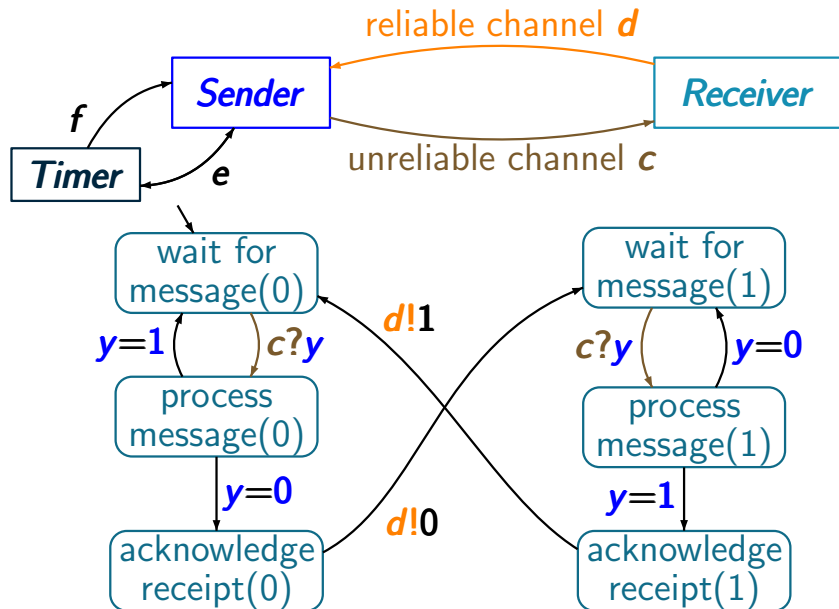 reliable channel d
Sender
Receiver
f
e
unreliable channel c
Timer
wait for
message(0)
wait for
message(1)
d!1
y=1
c?y
c?y
y=0
process
message(0)
process
message(1)
y=0
d!0
y=1
acknowledge
receipt(0)
acknowledge
receipt(1)